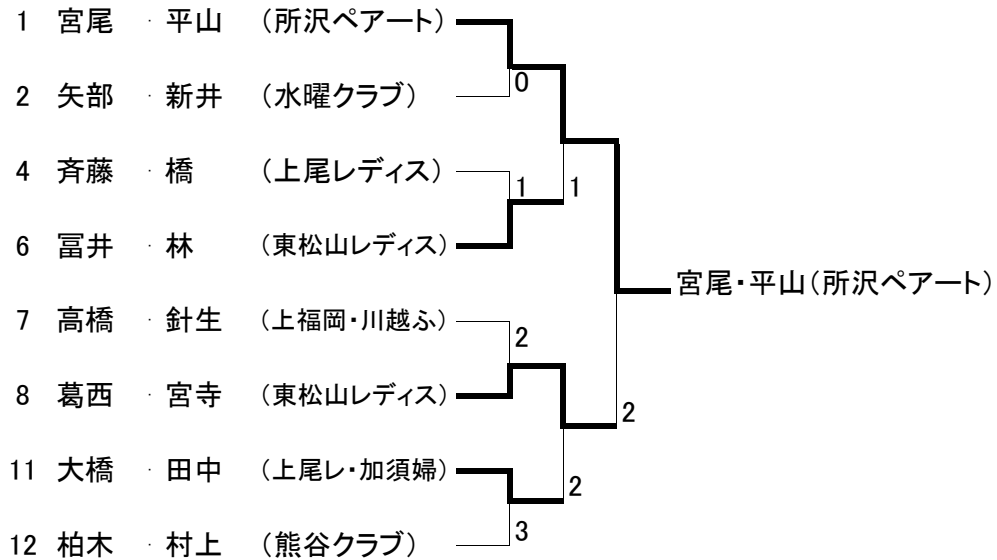 1 宮尾 ・ 平山 (所沢ペアート)
0
2 矢部 ・ 新井 (水曜クラブ)
4 斉藤 ・ 橋 (上尾レディス)
1
1
6 冨井 ・ 林 (東松山レディス)
宮尾・平山(所沢ペアート)
7 高橋 ・ 針生 (上福岡・川越ふ)
2
8 葛西 ・ 宮寺 (東松山レディス)
2
11 大橋 ・ 田中 (上尾レ・加須婦)
2
3
12 柏木 ・ 村上 (熊谷クラブ)